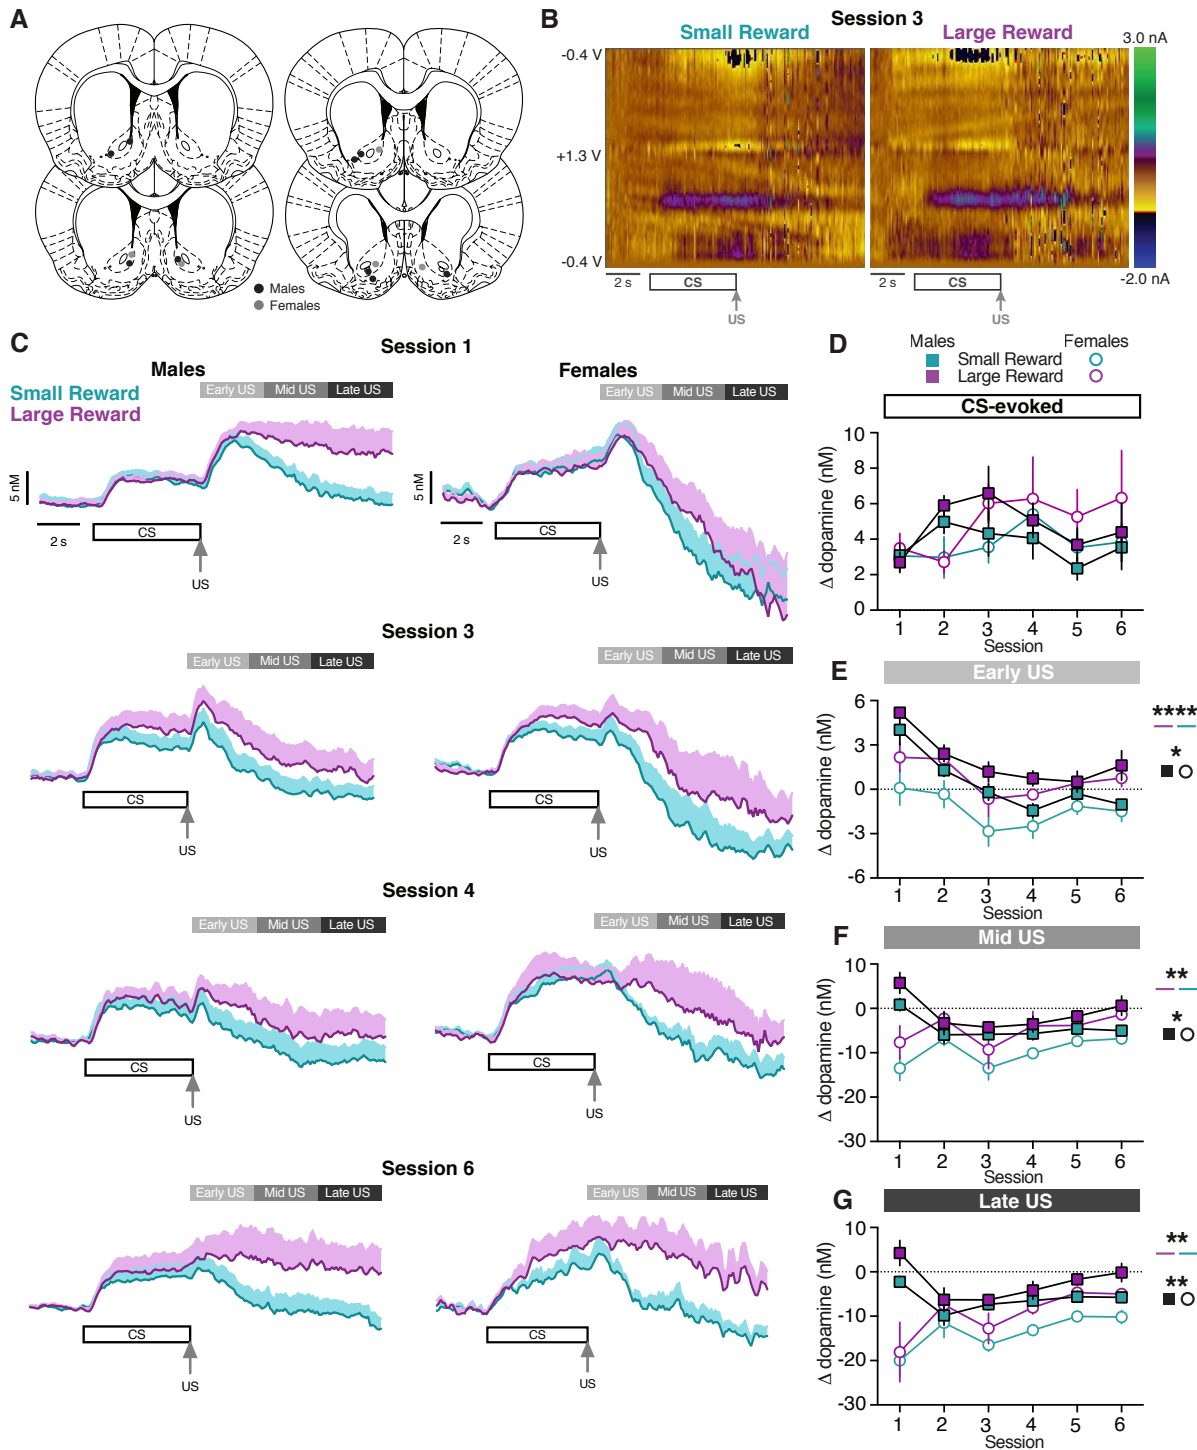 A
Males
Females
B
Session 3
Small Reward
Large Reward
-0.4 V
+1.3 V
-0.4 V
3.0 nA
-2.0 nA
2 s
CS
US
2 s
CS
US
C
Session 1
Males
Females
Small Reward
Large Reward
Early US
Mid US
Late US
Early US
Mid US
Late US
5 nM
2 s
CS
US
5 nM
2 s
CS
US
Session 3
Early US
Mid US
Late US
Early US
Mid US
Late US
CS
US
CS
US
Session 4
Early US
Mid US
Late US
Early US
Mid US
Late US
CS
US
CS
US
Session 6
Early US
Mid US
Late US
Early US
Mid US
Late US
CS
US
CS
US
D
Males
Females
Small Reward
Large Reward
CS-evoked
Δ dopamine (nM)
10
8
6
4
2
0
1 2 3 4 5 6
Session
E
Early US
Δ dopamine (nM)
6
3
0
-3
-6
1 2 3 4 5 6
Session
****
*
F
Mid US
Δ dopamine (nM)
10
0
-10
-20
-30
1 2 3 4 5 6
Session
**
*
G
Late US
Δ dopamine (nM)
10
0
-10
-20
-30
1 2 3 4 5 6
Session
**
**